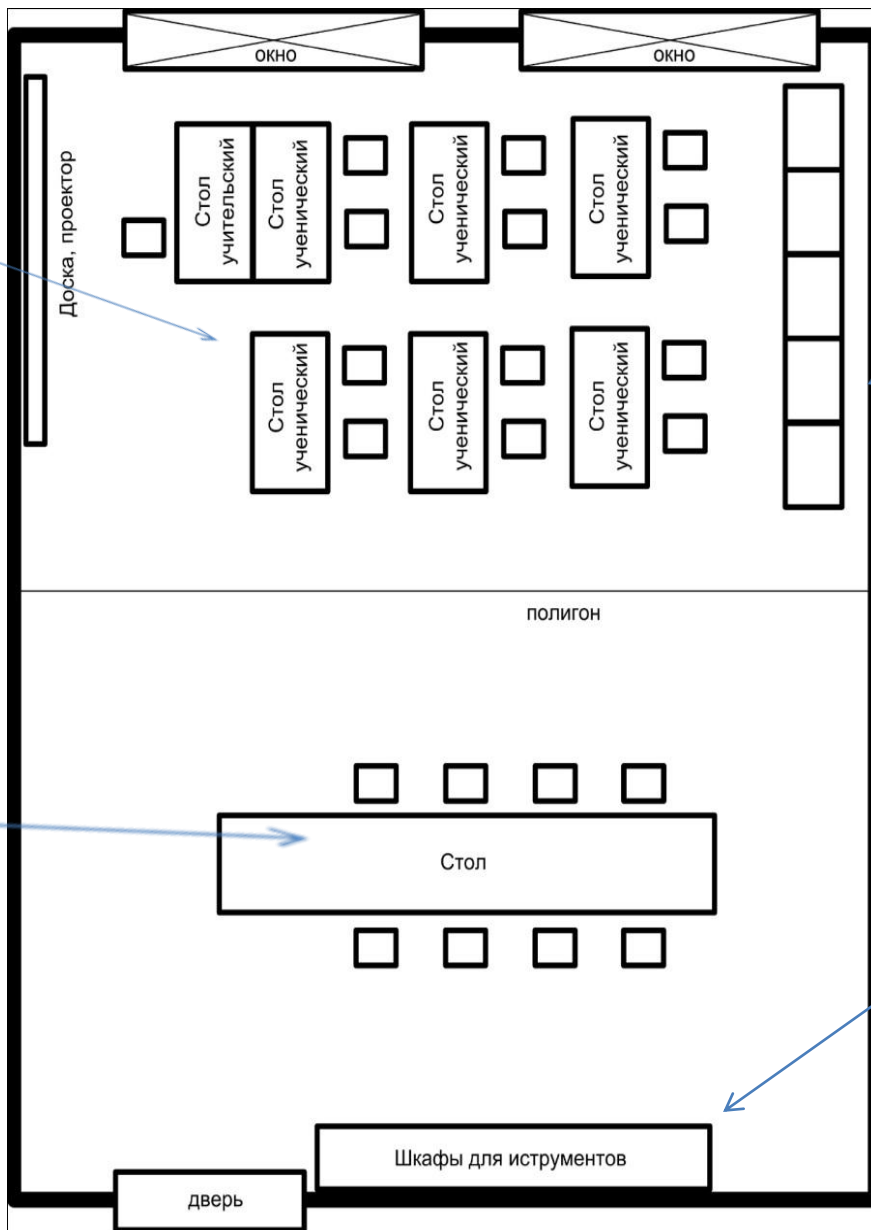 окно
окно
Доска, проектор
Стол
учительский
Стол
ученический
Стол
ученический
Стол
ученический
Стол
ученический
Стол
ученический
Стол
ученический
полигон
Стол
Шкафы для иструментов
дверь